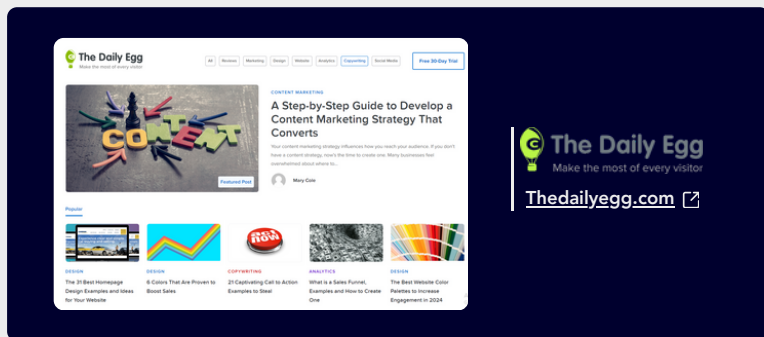 The Daily Egg
Make the most of every visitor
All
Reviews
Marketing
Design
Website
Analytics
Copywriting
Social Media
Free 30-Day Trial
CONTENT
Featured Post
CONTENT MARKETING
A Step-by-Step Guide to Develop a
Content Marketing Strategy That
Converts
Your content marketing strategy influences how you reach your audience. If you don't
have a content strategy, now's the time to create one. Many businesses feel
overwhelmed about where to...
Mary Cole
Popular
act
now
DESIGN
The 31 Best Homepage
Design Examples and Ideas
for Your Website
DESIGN
6 Colors That Are Proven to
Boost Sales
COPYWRITING
21 Captivating Call to Action
Examples to Steal
ANALYTICS
What is a Sales Funnel,
Examples and How to Create
One
DESIGN
The Best Website Color
Palettes to Increase
Engagement in 2024
The Daily Egg
Make the most of every visitor
Thedailyegg.com